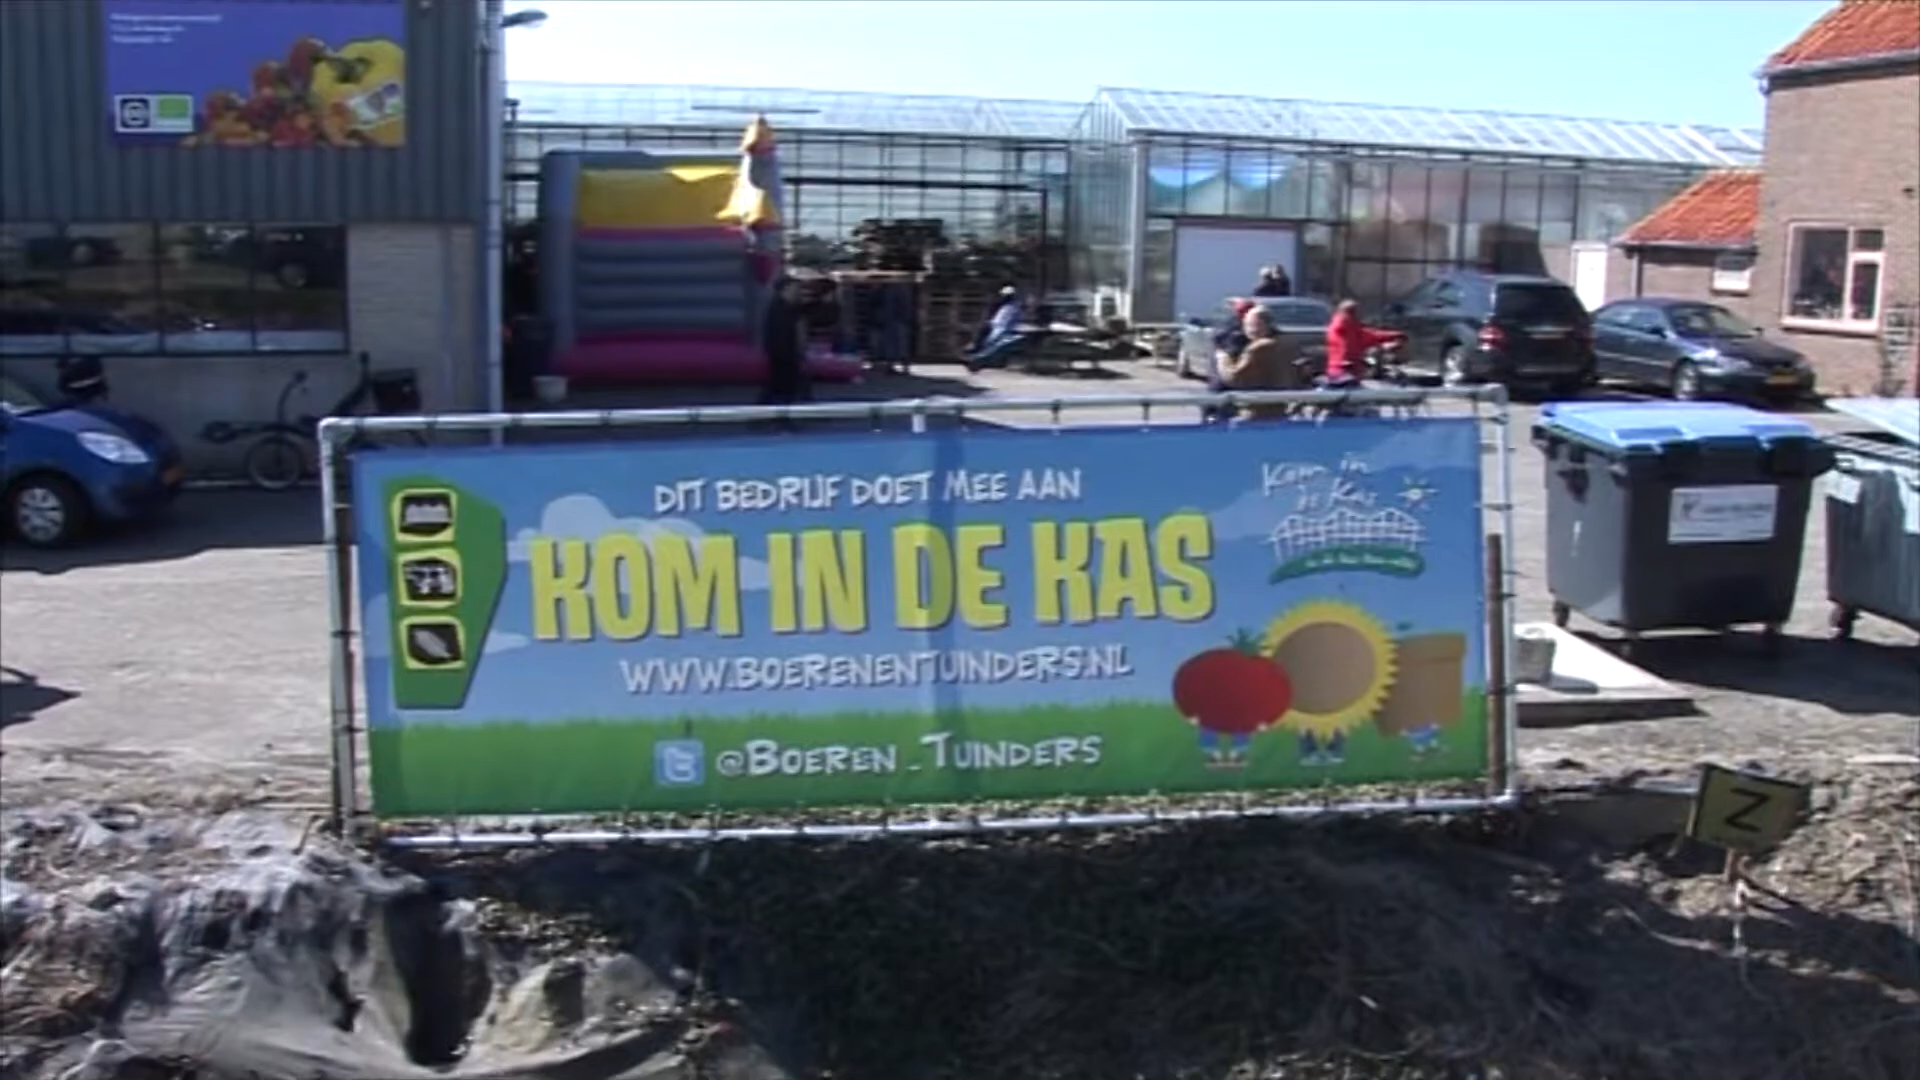 DIT BEDRIJF DOET MEE AAN
KOM IN DE KAS
WWW.BOERENENTUINDERS.NL
@BOEREN_TUINDERS
Kom in
de Kas
Z